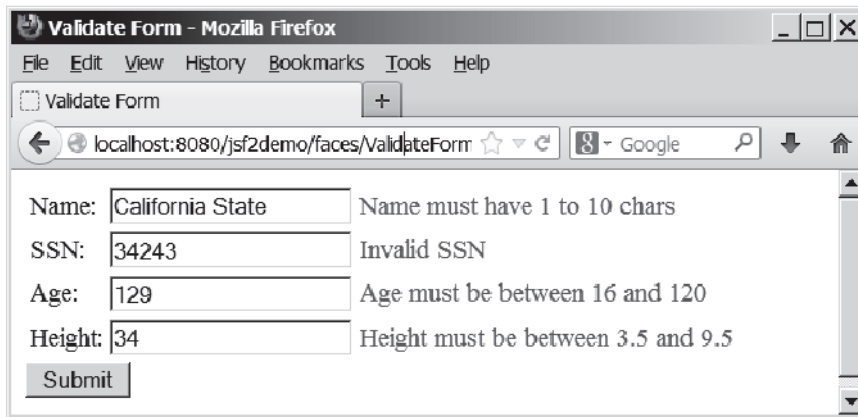 Validate Form - Mozilla Firefox
File Edit View History Bookmarks Tools Help
Validate Form +
localhost:8080/jsf2demo/faces/ValidateForm 8 Google
Name: California State Name must have 1 to 10 chars
SSN: 34243 Invalid SSN
Age: 129 Age must be between 16 and 120
Height: 34 Height must be between 3.5 and 9.5
Submit